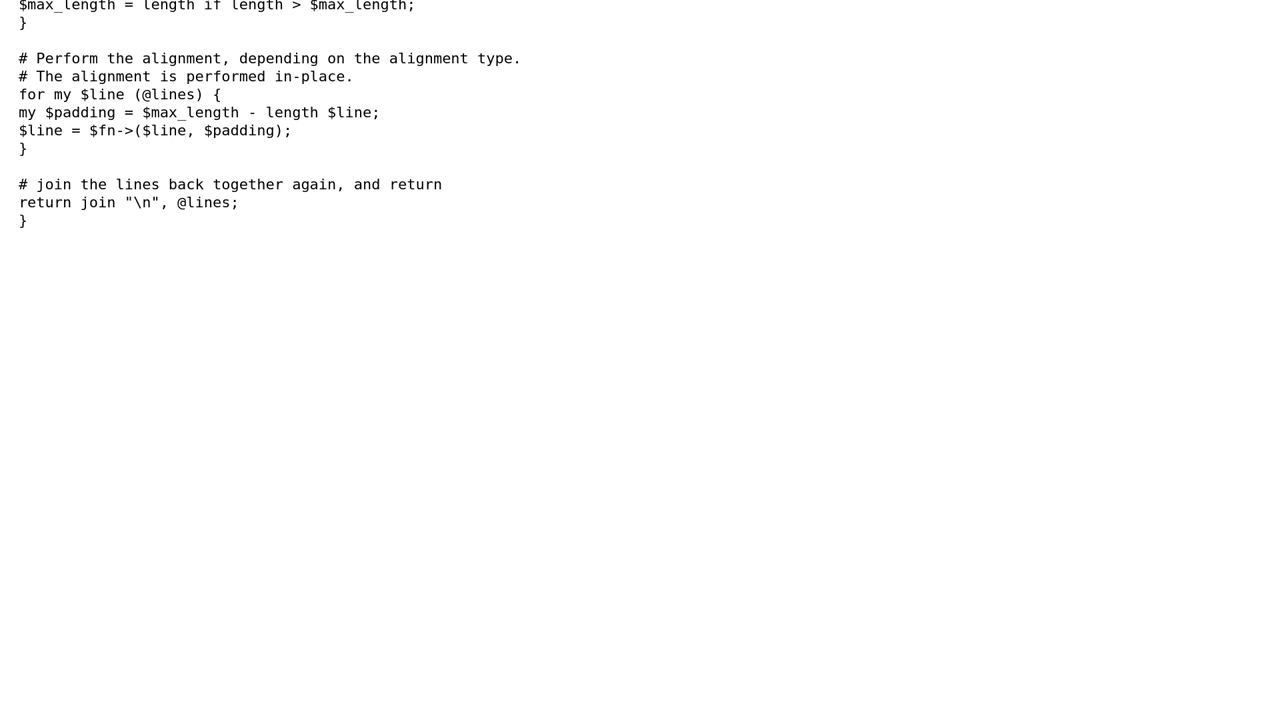 $max_length = length if length > $max_length;
}

# Perform the alignment, depending on the alignment type.
# The alignment is performed in-place.
for my $line (@lines) {
my $padding = $max_length - length $line;
$line = $fn->($line, $padding);
}

# join the lines back together again, and return
return join "\n", @lines;
}